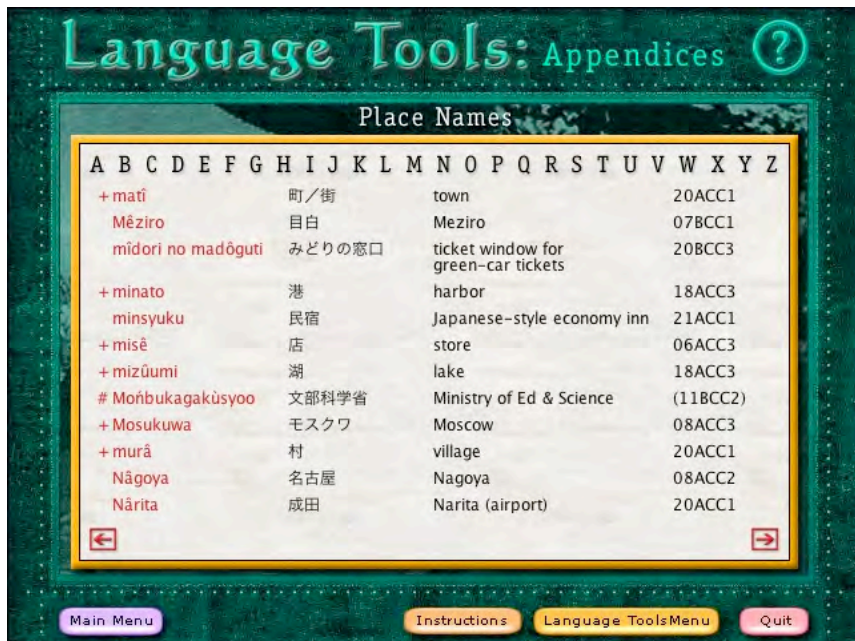 Language Tools: Appendices ?
Place Names
A B C D E F G H I J K L M N O P Q R S T U V W X Y Z
+ matî 町／街 town 20ACC1
Mêziro 目白 Meziro 07BCC1
mîdori no madôguti みどりの窓口 ticket window for
green-car tickets 20BCC3
+ minato 港 harbor 18ACC3
minsyuku 民宿 Japanese-style economy inn 21ACC1
+ misê 店 store 06ACC3
+ mizûumi 湖 lake 18ACC3
# Mońbukagakùsyoo 文部科学省 Ministry of Ed & Science (11BCC2)
+ Mosukuwa モスクワ Moscow 08ACC3
+ murâ 村 village 20ACC1
Nâgoya 名古屋 Nagoya 08ACC2
Nârita 成田 Narita (airport) 20ACC1
Main Menu Instructions Language ToolsMenu Quit